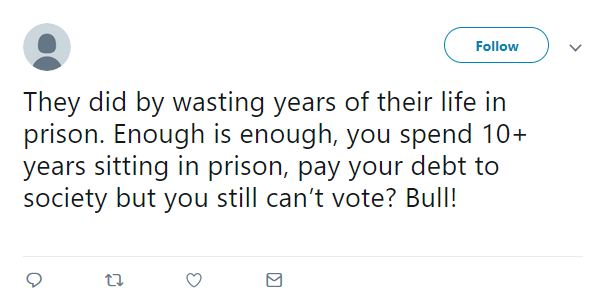 Follow
They did by wasting years of their life in
prison. Enough is enough, you spend 10+
years sitting in prison, pay your debt to
society but you still can’t vote? Bull!